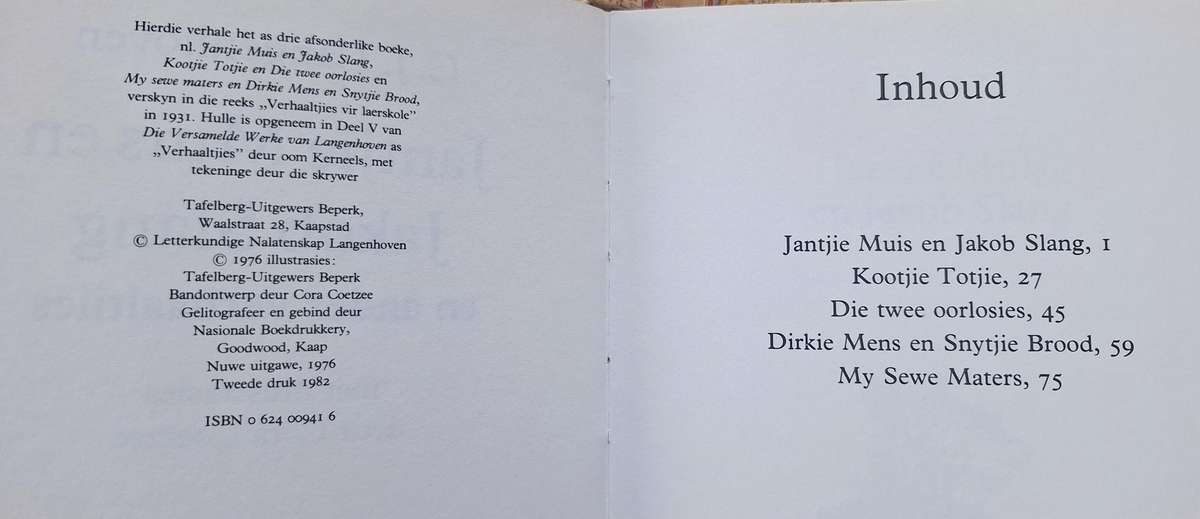 Hierdie verhale het as drie afsonderlike boeke,
nl. Jantjie Muis en Jakob Slang,
Kootjie Totjie en Die twee oorlosies en
My sewe maters en Dirkie Mens en Snytjie Brood,
verskyn in die reeks „Verhaaltjies vir laerskole”
in 1931. Hulle is opgeneem in Deel V van
Die Versamelde Werke van Langenhoven as
„Verhaaltjies” deur oom Kerneels, met
tekeninge deur die skrywer
Tafelberg-Uitgewers Beperk,
Waalstraat 28, Kaapstad
© Letterkundige Nalatenskap Langenhoven
© 1976 illustrasies:
Tafelberg-Uitgewers Beperk
Bandontwerp deur Cora Coetzee
Gelitografeer en gebind deur
Nasionale Boekdrukkery,
Goodwood, Kaap
Nuwe uitgawe, 1976
Tweede druk 1982
ISBN 0 624 00941 6
Inhoud
Jantjie Muis en Jakob Slang, 1
Kootjie Totjie, 27
Die twee oorlosies, 45
Dirkie Mens en Snytjie Brood, 59
My Sewe Maters, 75